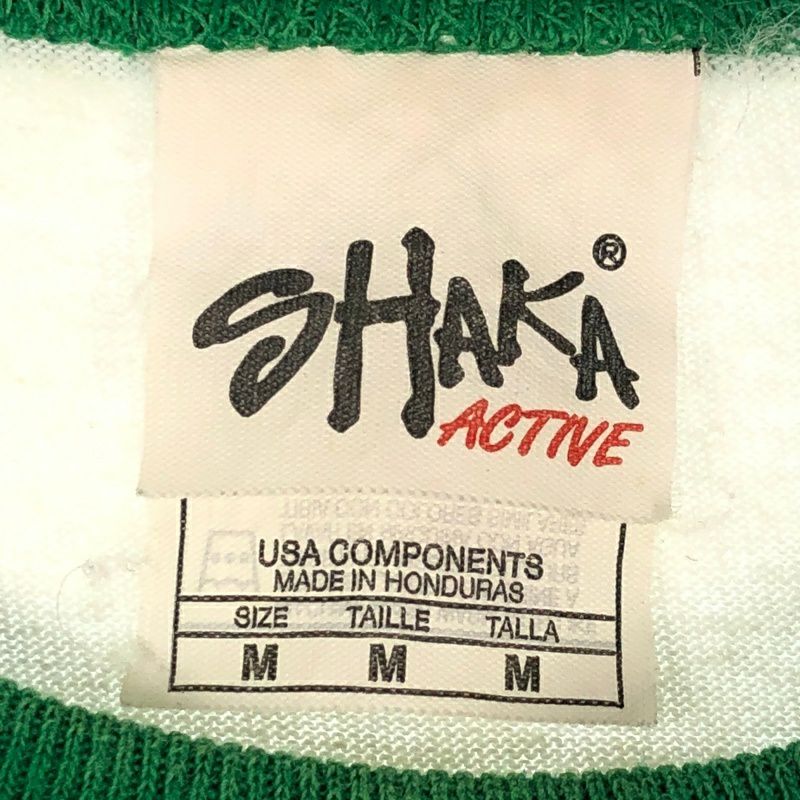 SHAKA®
ACTIVE
USA COMPONENTS
MADE IN HONDURAS
SIZE TAILLE TALLA
M M M